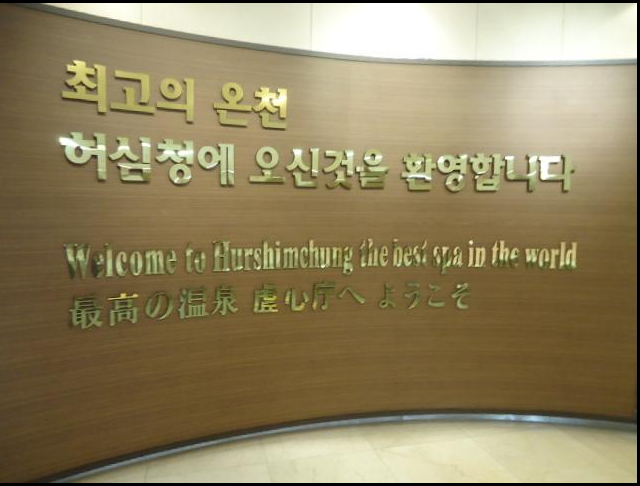 최고의 온천
허심청에 오신것을 환영합니다
Welcome to Hurshimchung the best spa in the world
最高の温泉 虚心庁へ ようこそ